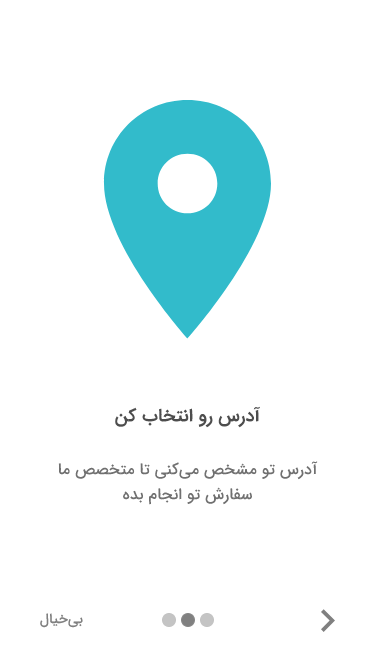 آدرس رو انتخاب کن
آدرس تو مشخص می‌کنی تا متخصص ما
سفارش تو انجام بده
بی‌خیال